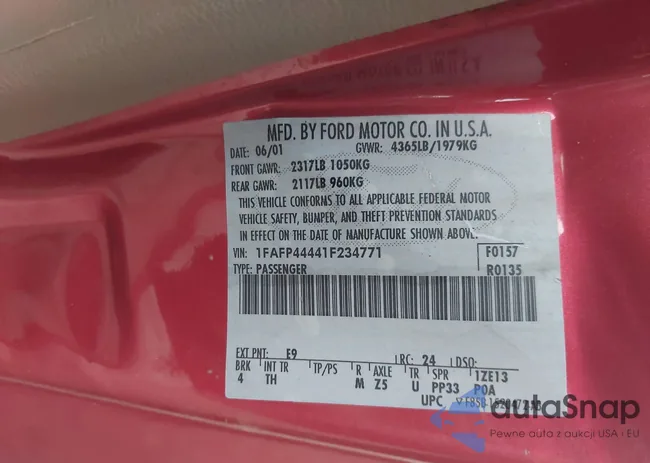 MFD. BY FORD MOTOR CO. IN U.S.A.
DATE: 06/01 GVWR: 4365LB/1979KG
FRONT GAWR: 2317LB 1050KG
REAR GAWR: 2117LB 960KG
THIS VEHICLE CONFORMS TO ALL APPLICABLE FEDERAL MOTOR
VEHICLE SAFETY, BUMPER, AND THEFT PREVENTION STANDARDS
IN EFFECT ON THE DATE OF MANUFACTURE SHOWN ABOVE.
VIN: 1FAFP44441F234771 F0157
TYPE: PASSENGER R0135
EXT PNT: E9 RC: 24 DSO:
BRK INT TR TP/PS R AXLE TR SPR 1ZE13
4 TH M Z5 U PP33 POA
UPC
autoSnap
Pewne auta z aukcji USA i EU